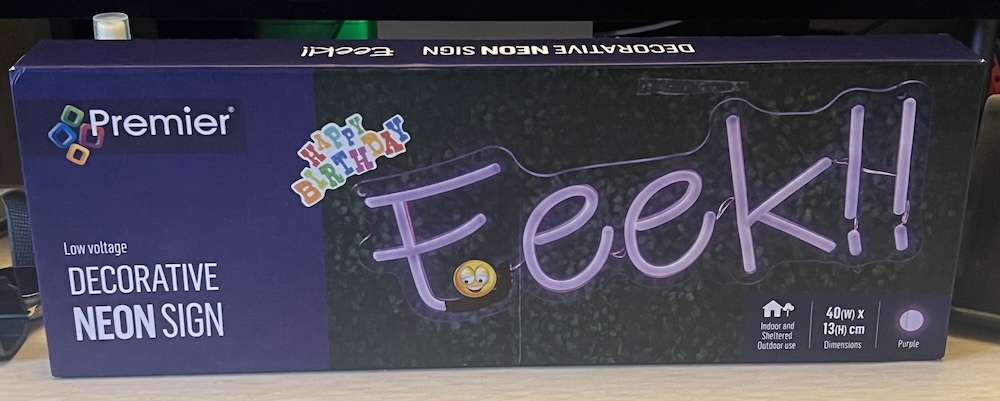 DECORATIVE NEON SIGN Eeek!!
Premier®
HAPPY
BIRTHDAY
Feek!!
Low voltage
DECORATIVE
NEON SIGN
Indoor and
Sheltered
Outdoor use
40(W) x
13(H) cm
Dimensions
Purple